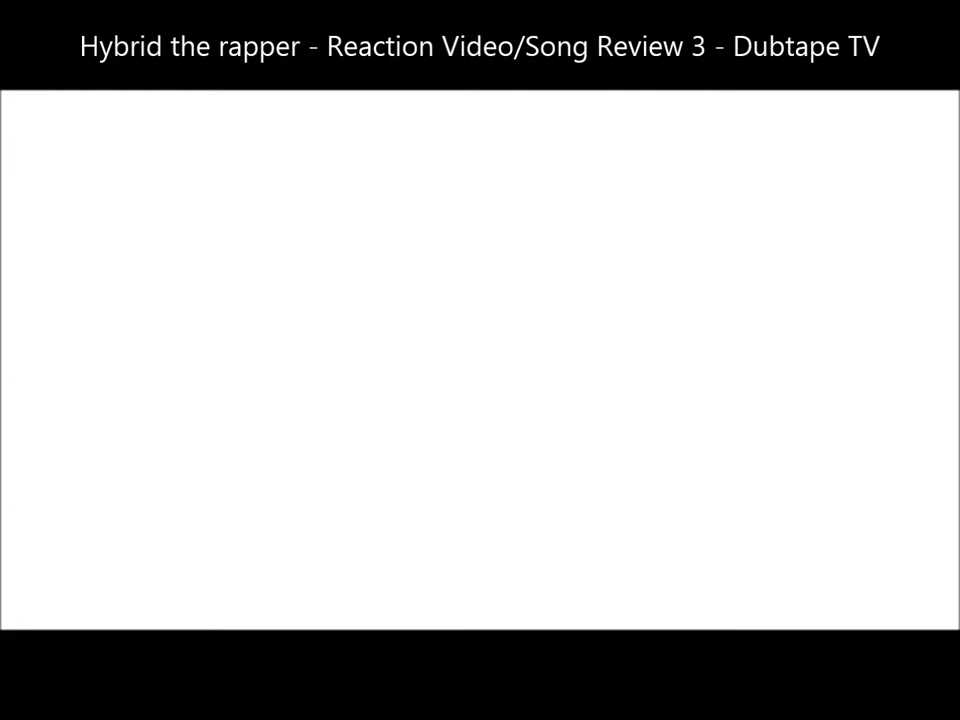 Hybrid the rapper - Reaction Video/Song Review 3 - Dubtape TV